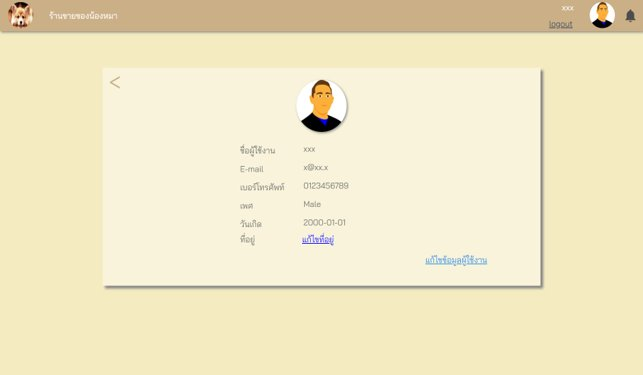 ร้านขายของน้องหมา
xxx
logout
<
ชื่อผู้ใช้งาน xxx
E-mail x@xx.x
เบอร์โทรศัพท์ 0123456789
เพศ Male
วันเกิด 2000-01-01
ที่อยู่ แก้ไขที่อยู่
แก้ไขข้อมูลผู้ใช้งาน